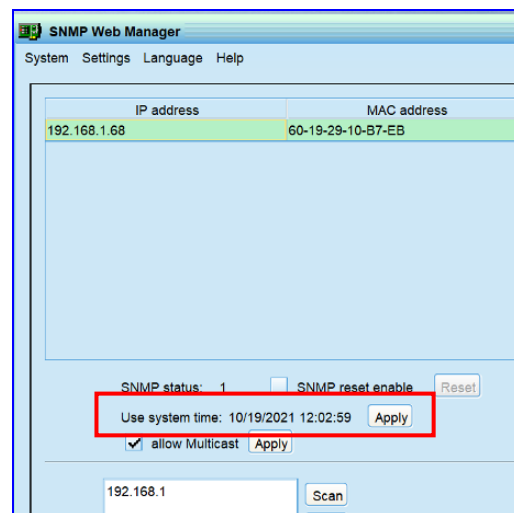 SNMP Web Manager
System Settings Language Help
IP address MAC address
192.168.1.68 60-19-29-10-B7-EB
SNMP status: 1 SNMP reset enable Reset
Use system time: 10/19/2021 12:02:59 Apply
allow Multicast Apply
192.168.1 Scan